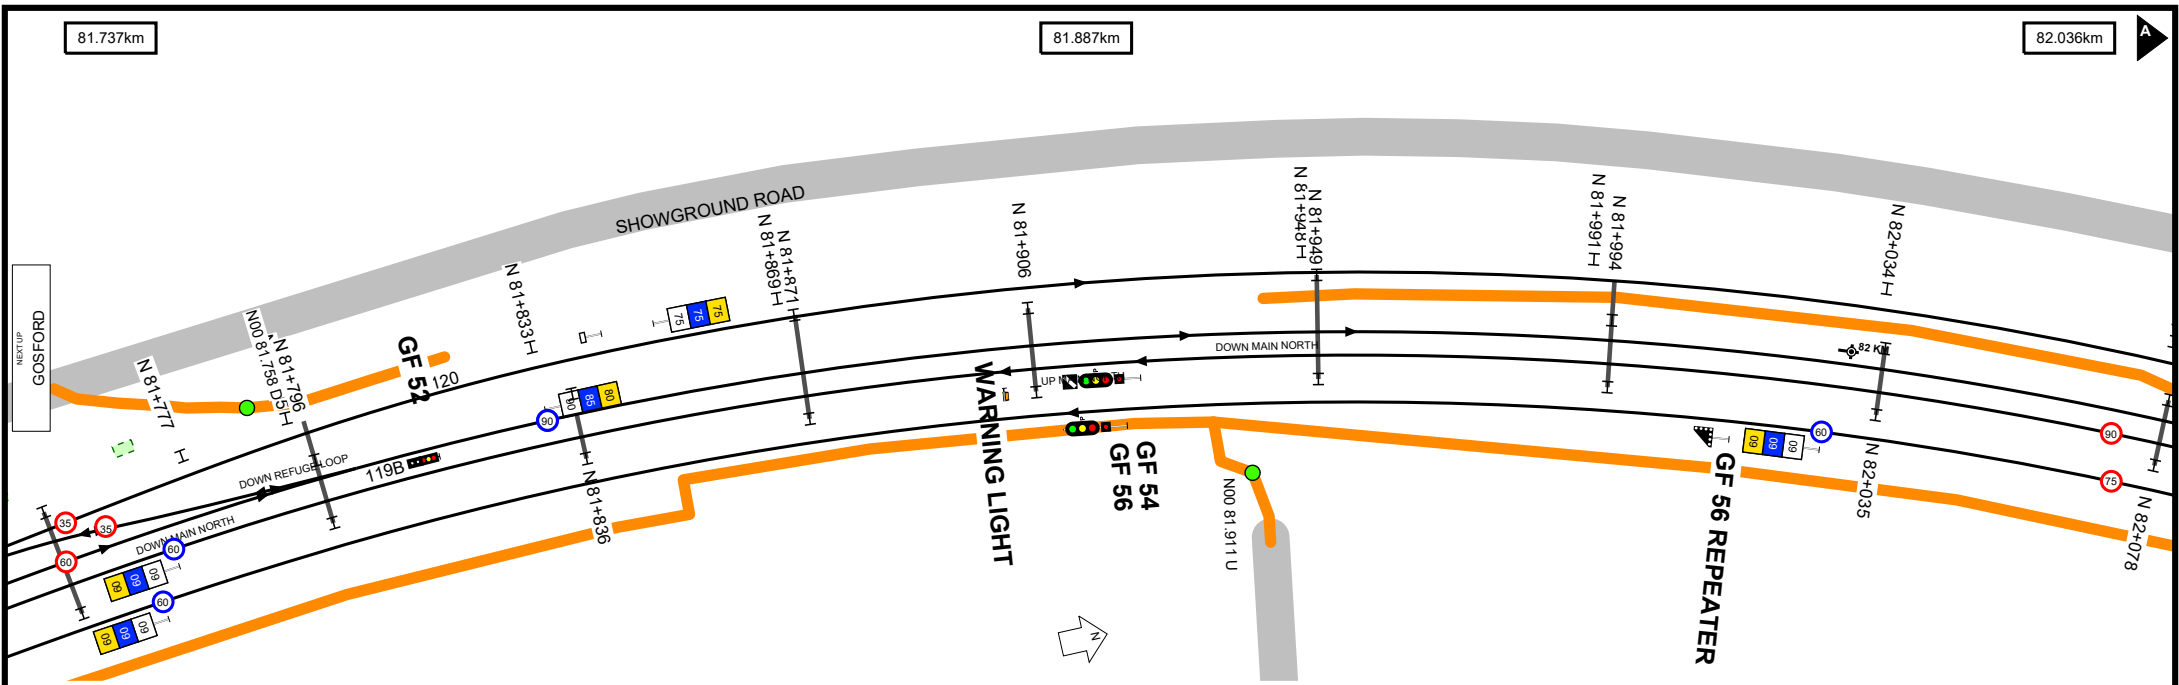 81.737km
81.887km
82.036km
A
SHOWGROUND ROAD
NEXT UP
GOSFORD
N 81+777
N00 81.758 D5
N 81+796
GF 52
120
N 81+833
75 75 75
N 81+869
N 81+871
N 81+906
N 81+948
N 81+949
N 81+991
N 81+994
N 82+034
82 KM
DOWN MAIN NORTH
UP MAIN NORTH
WARNING LIGHT
GF 54
GF 56
N00 81.911 U
90 85 80
90
119B
DOWN REFUGE LOOP
N 81+836
35
35
60
DOWN MAIN NORTH
60
60 60 60
60
60 60 60
N
GF 56 REPEATER
60 60 60
60
N 82+035
90
75
N 82+078